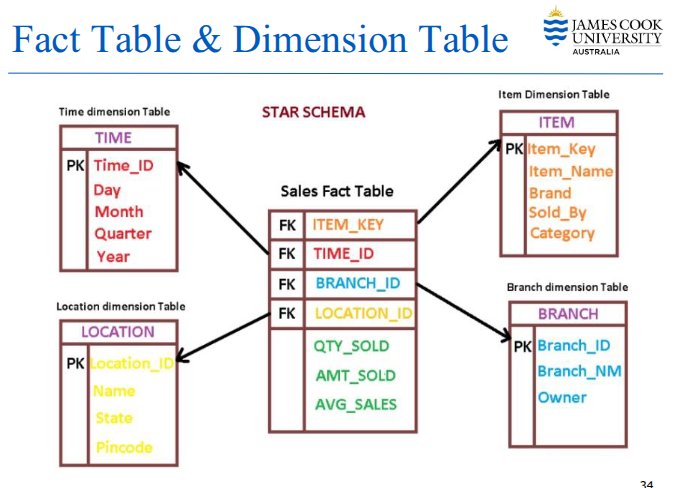 Fact Table & Dimension Table
JAMES COOK
UNIVERSITY
AUSTRALIA
Time dimension Table
STAR SCHEMA
Item Dimension Table
TIME
PK Time_ID
Day
Month
Quarter
Year
ITEM
PK Item_Key
Item_Name
Brand
Sold_By
Category
Sales Fact Table
FK ITEM_KEY
FK TIME_ID
FK BRANCH_ID
FK LOCATION_ID
QTY_SOLD
AMT_SOLD
AVG_SALES
Location dimension Table
LOCATION
PK Location_ID
Name
State
Pincode
Branch dimension Table
BRANCH
PK Branch_ID
Branch_NM
Owner
34